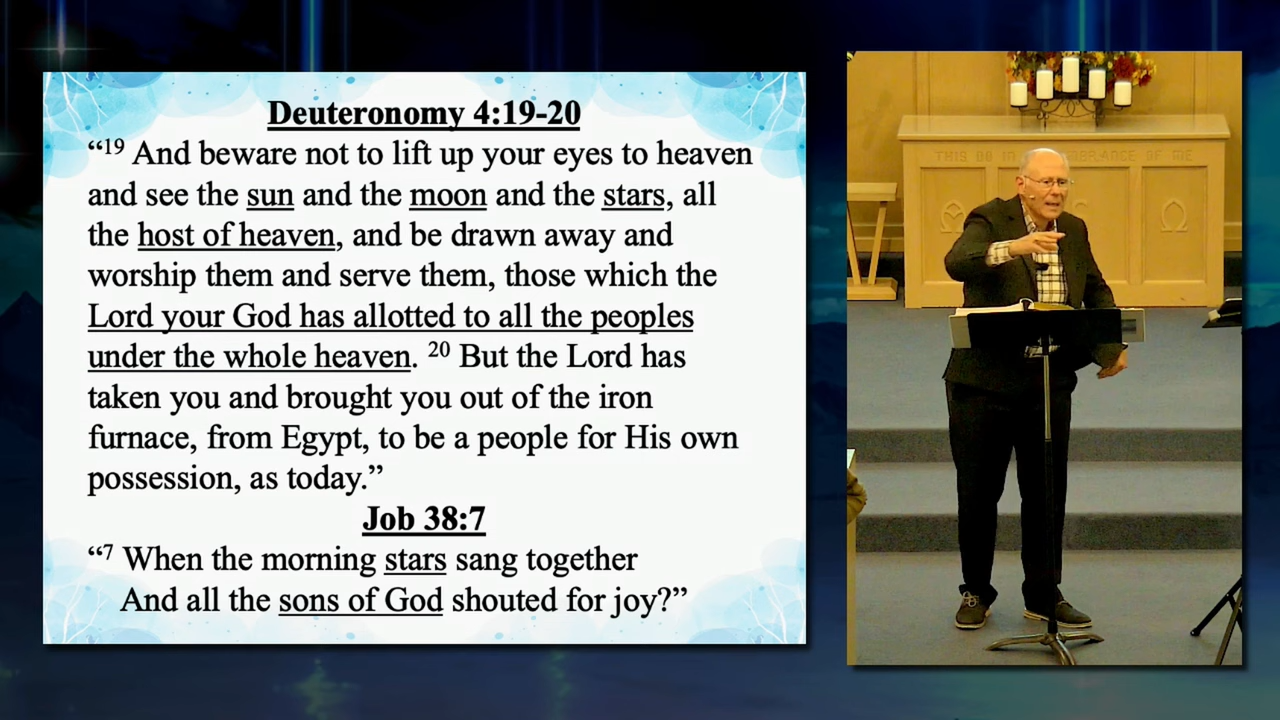 Deuteronomy 4:19-20
“19 And beware not to lift up your eyes to heaven
and see the sun and the moon and the stars, all
the host of heaven, and be drawn away and
worship them and serve them, those which the
Lord your God has allotted to all the peoples
under the whole heaven. 20 But the Lord has
taken you and brought you out of the iron
furnace, from Egypt, to be a people for His own
possession, as today.”
Job 38:7
“7 When the morning stars sang together
And all the sons of God shouted for joy?”
THIS DO IN BRANCE OF ME